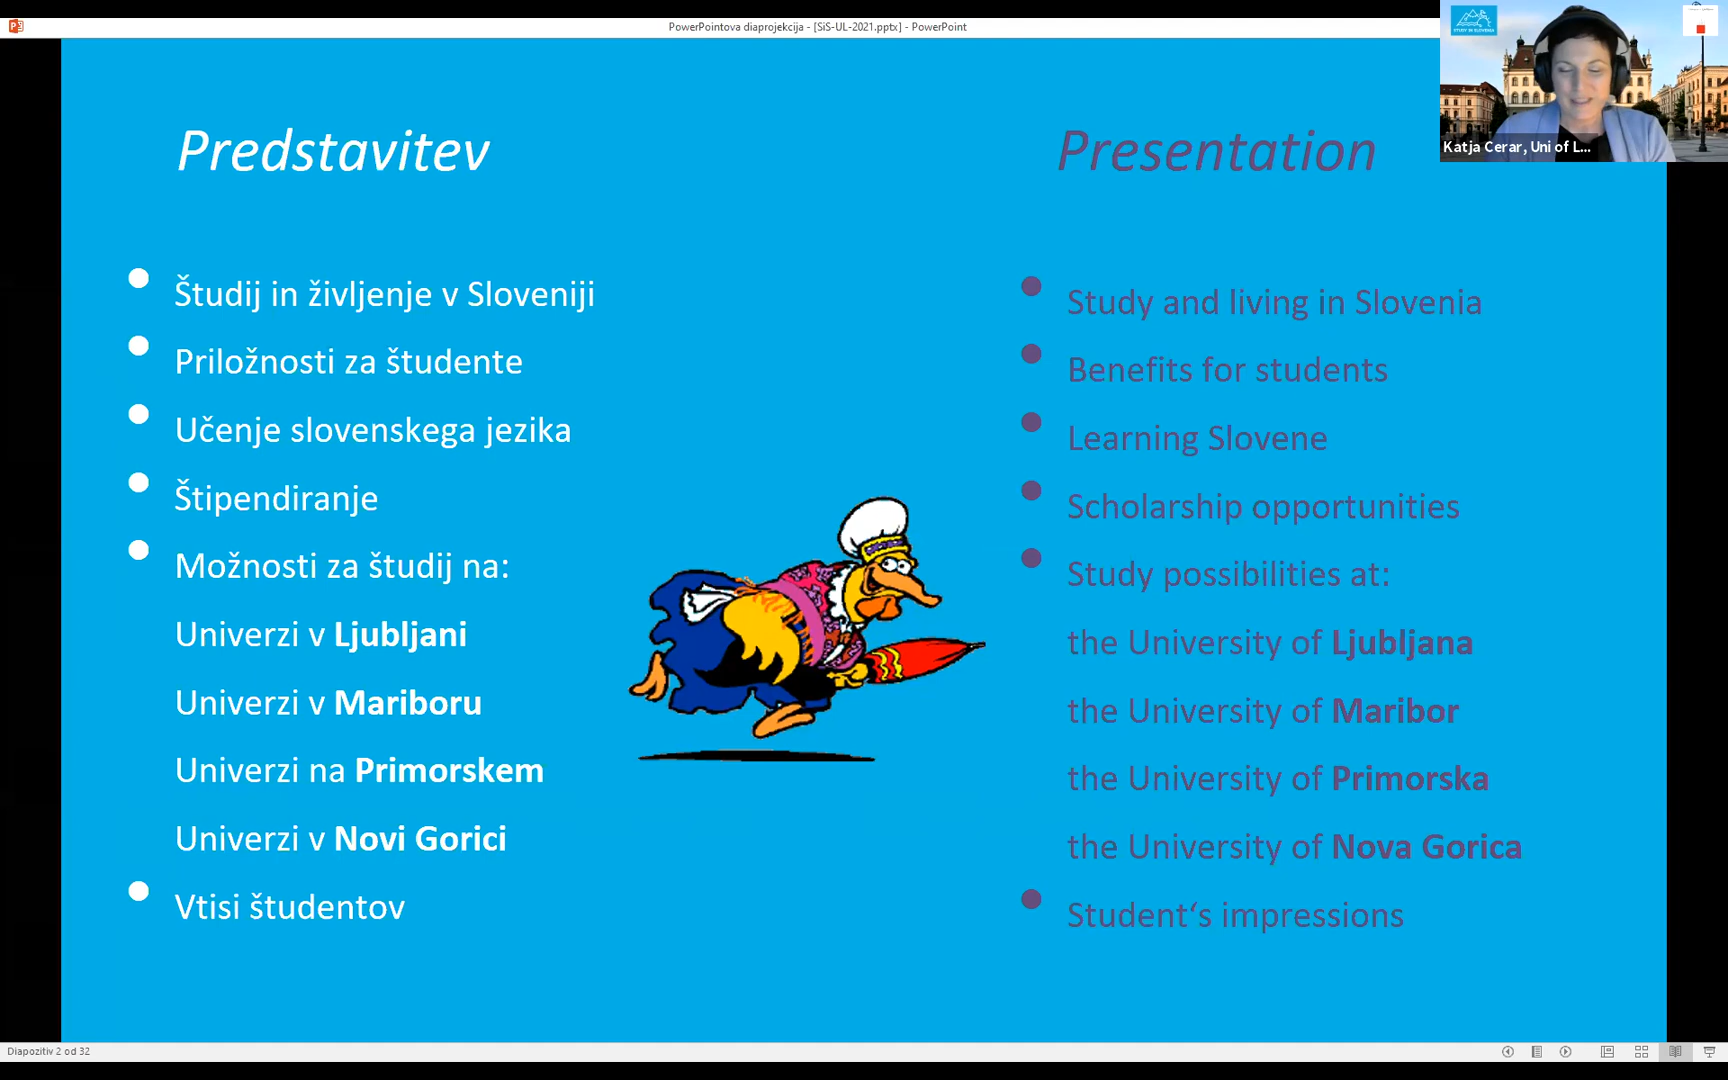 PowerPointova diaprojekcija - [SiS-UL-2021.pptx] - PowerPoint
STUDY IN SLOVENIA
Katja Cerar, Uni of L...
Predstavitev
Študij in življenje v Sloveniji
Priložnosti za študente
Učenje slovenskega jezika
Štipendiranje
Možnosti za študij na:
Univerzi v Ljubljani
Univerzi v Mariboru
Univerzi na Primorskem
Univerzi v Novi Gorici
Vtisi študentov
Presentation
Study and living in Slovenia
Benefits for students
Learning Slovene
Scholarship opportunities
Study possibilities at:
the University of Ljubljana
the University of Maribor
the University of Primorska
the University of Nova Gorica
Student‘s impressions
Diapozitiv 2 od 32